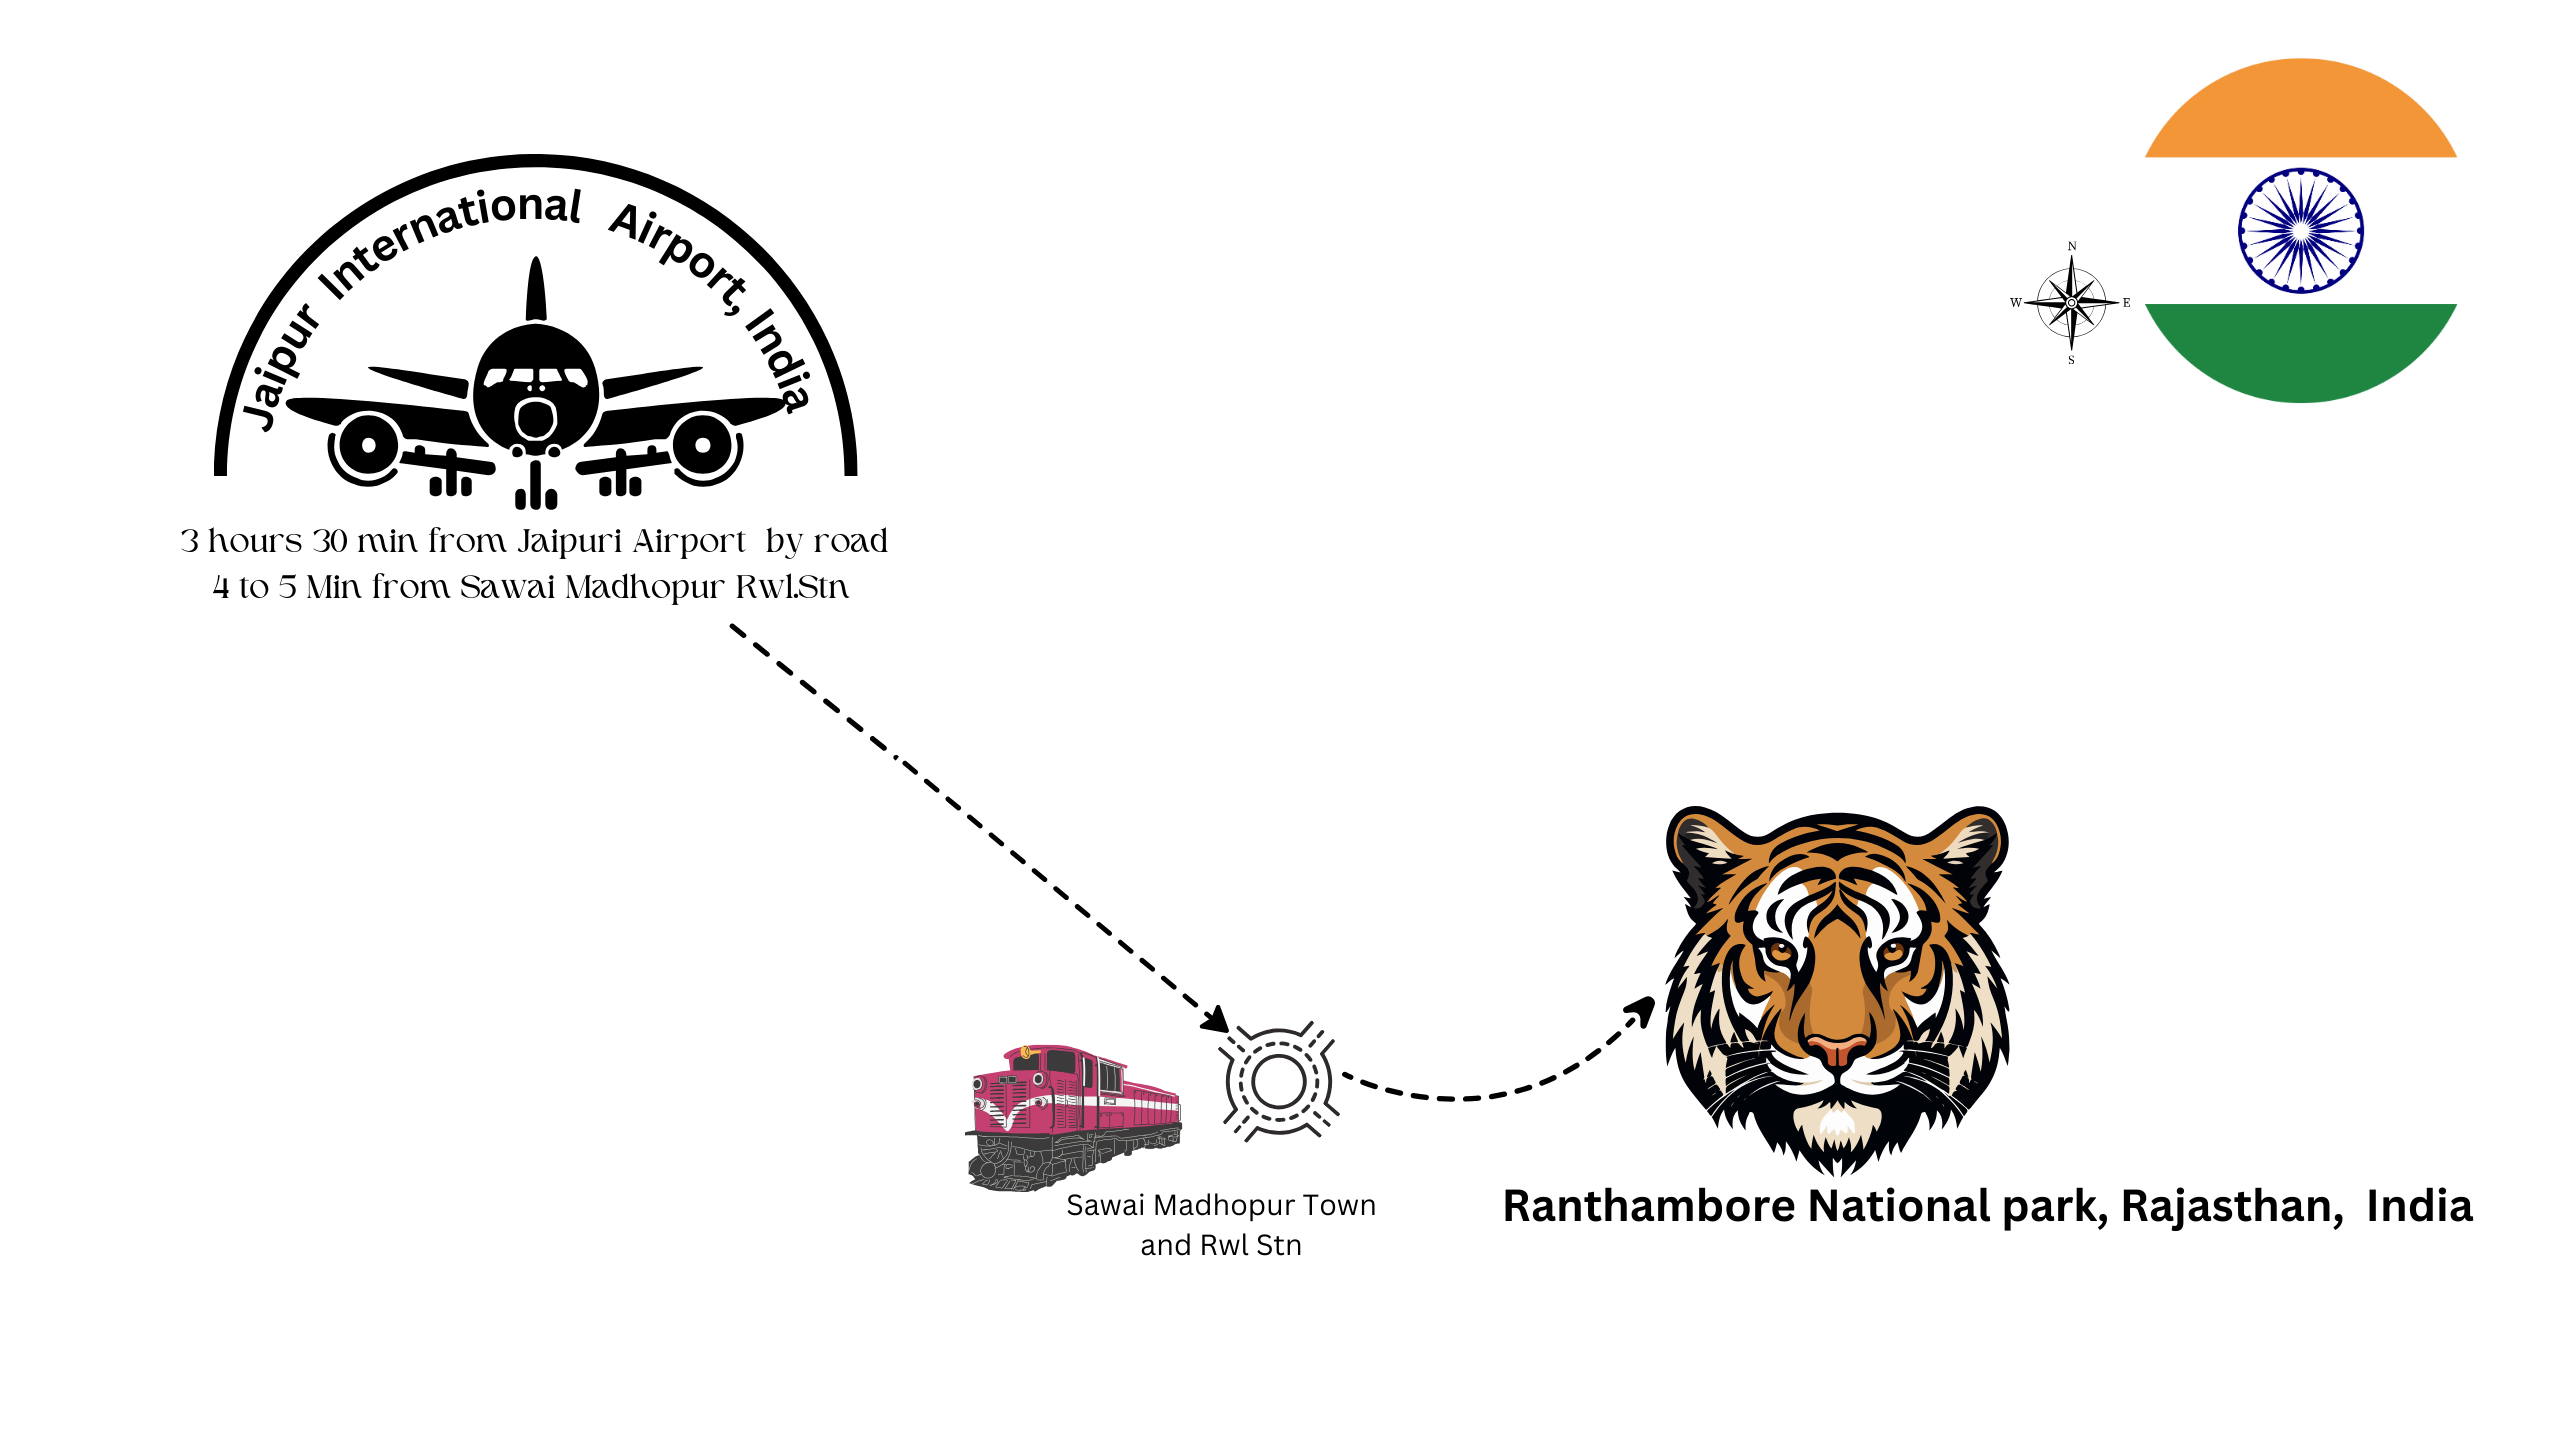 Jaipur International Airport, India
3 hours 30 min from Jaipuri Airport by road
4 to 5 Min from Sawai Madhopur Rwl.Stn
N
W E
S
Sawai Madhopur Town
and Rwl Stn
Ranthambore National park, Rajasthan, India